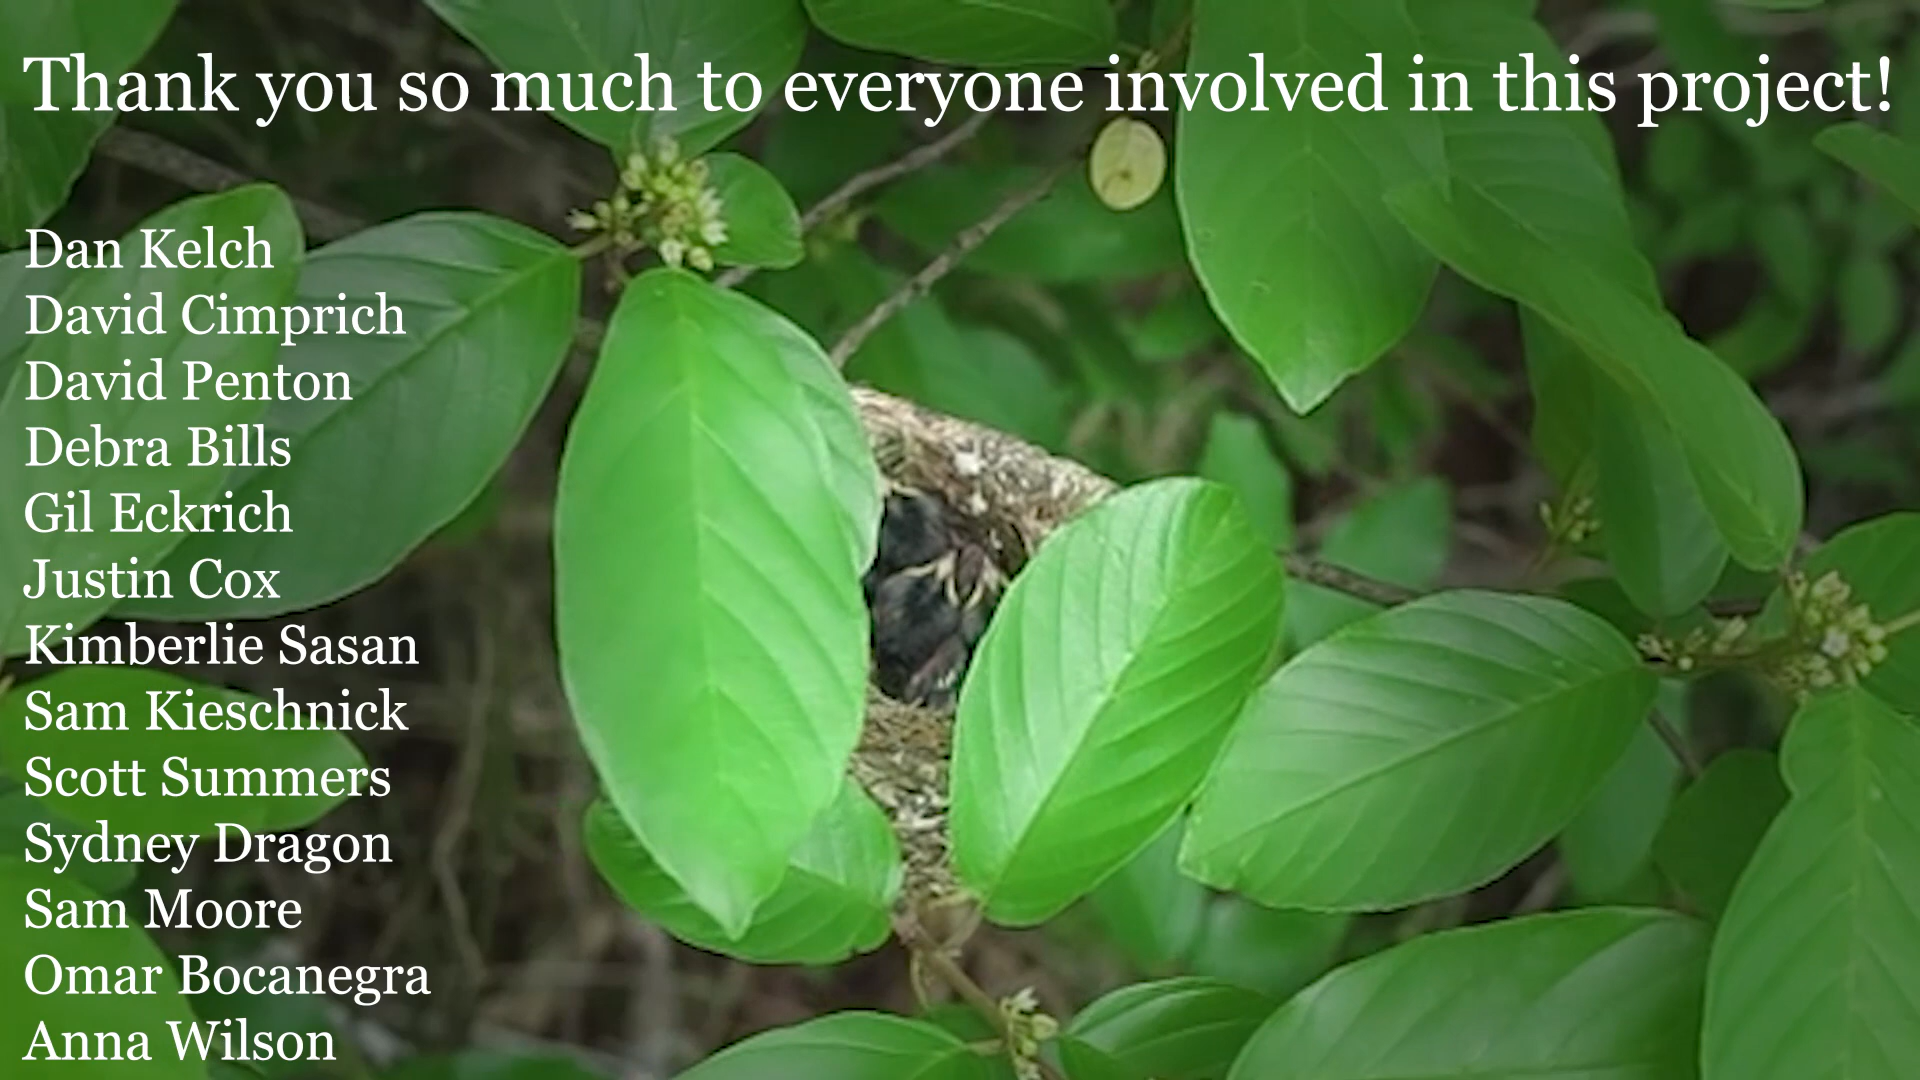 Thank you so much to everyone involved in this project!
Dan Kelch
David Cimprich
David Penton
Debra Bills
Gil Eckrich
Justin Cox
Kimberlie Sasan
Sam Kieschnick
Scott Summers
Sydney Dragon
Sam Moore
Omar Bocanegra
Anna Wilson